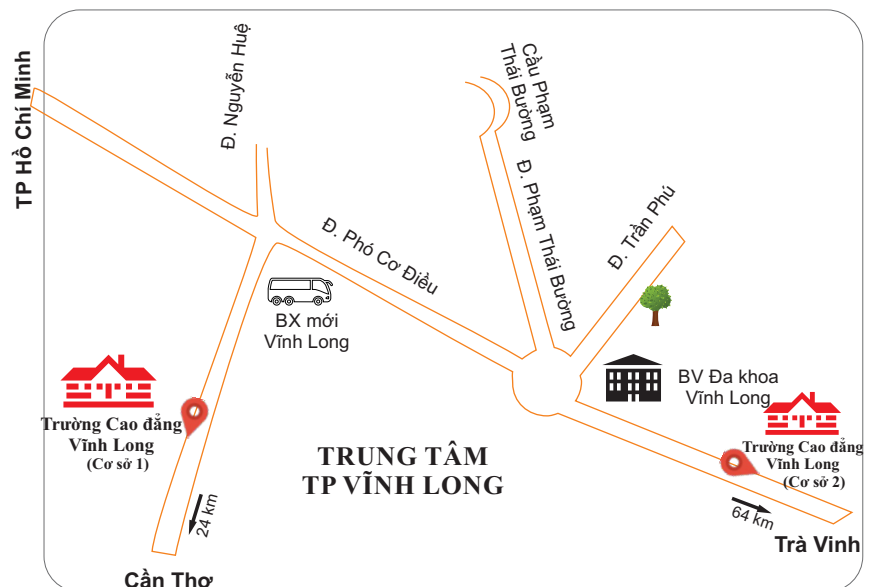 TP Hồ Chí Minh
Đ. Nguyễn Huệ
Cầu Phạm
Thái Bường
Đ. Phạm Thái Bường
Đ. Trần Phú
Đ. Phó Cơ Điều
BX mới
Vĩnh Long
BV Đa khoa
Vĩnh Long
Trường Cao đẳng
Vĩnh Long
(Cơ sở 1)
TRUNG TÂM
TP VĨNH LONG
Trường Cao đẳng
Vĩnh Long
(Cơ sở 2)
24 km
64 km
Trà Vinh
Cần Thơ